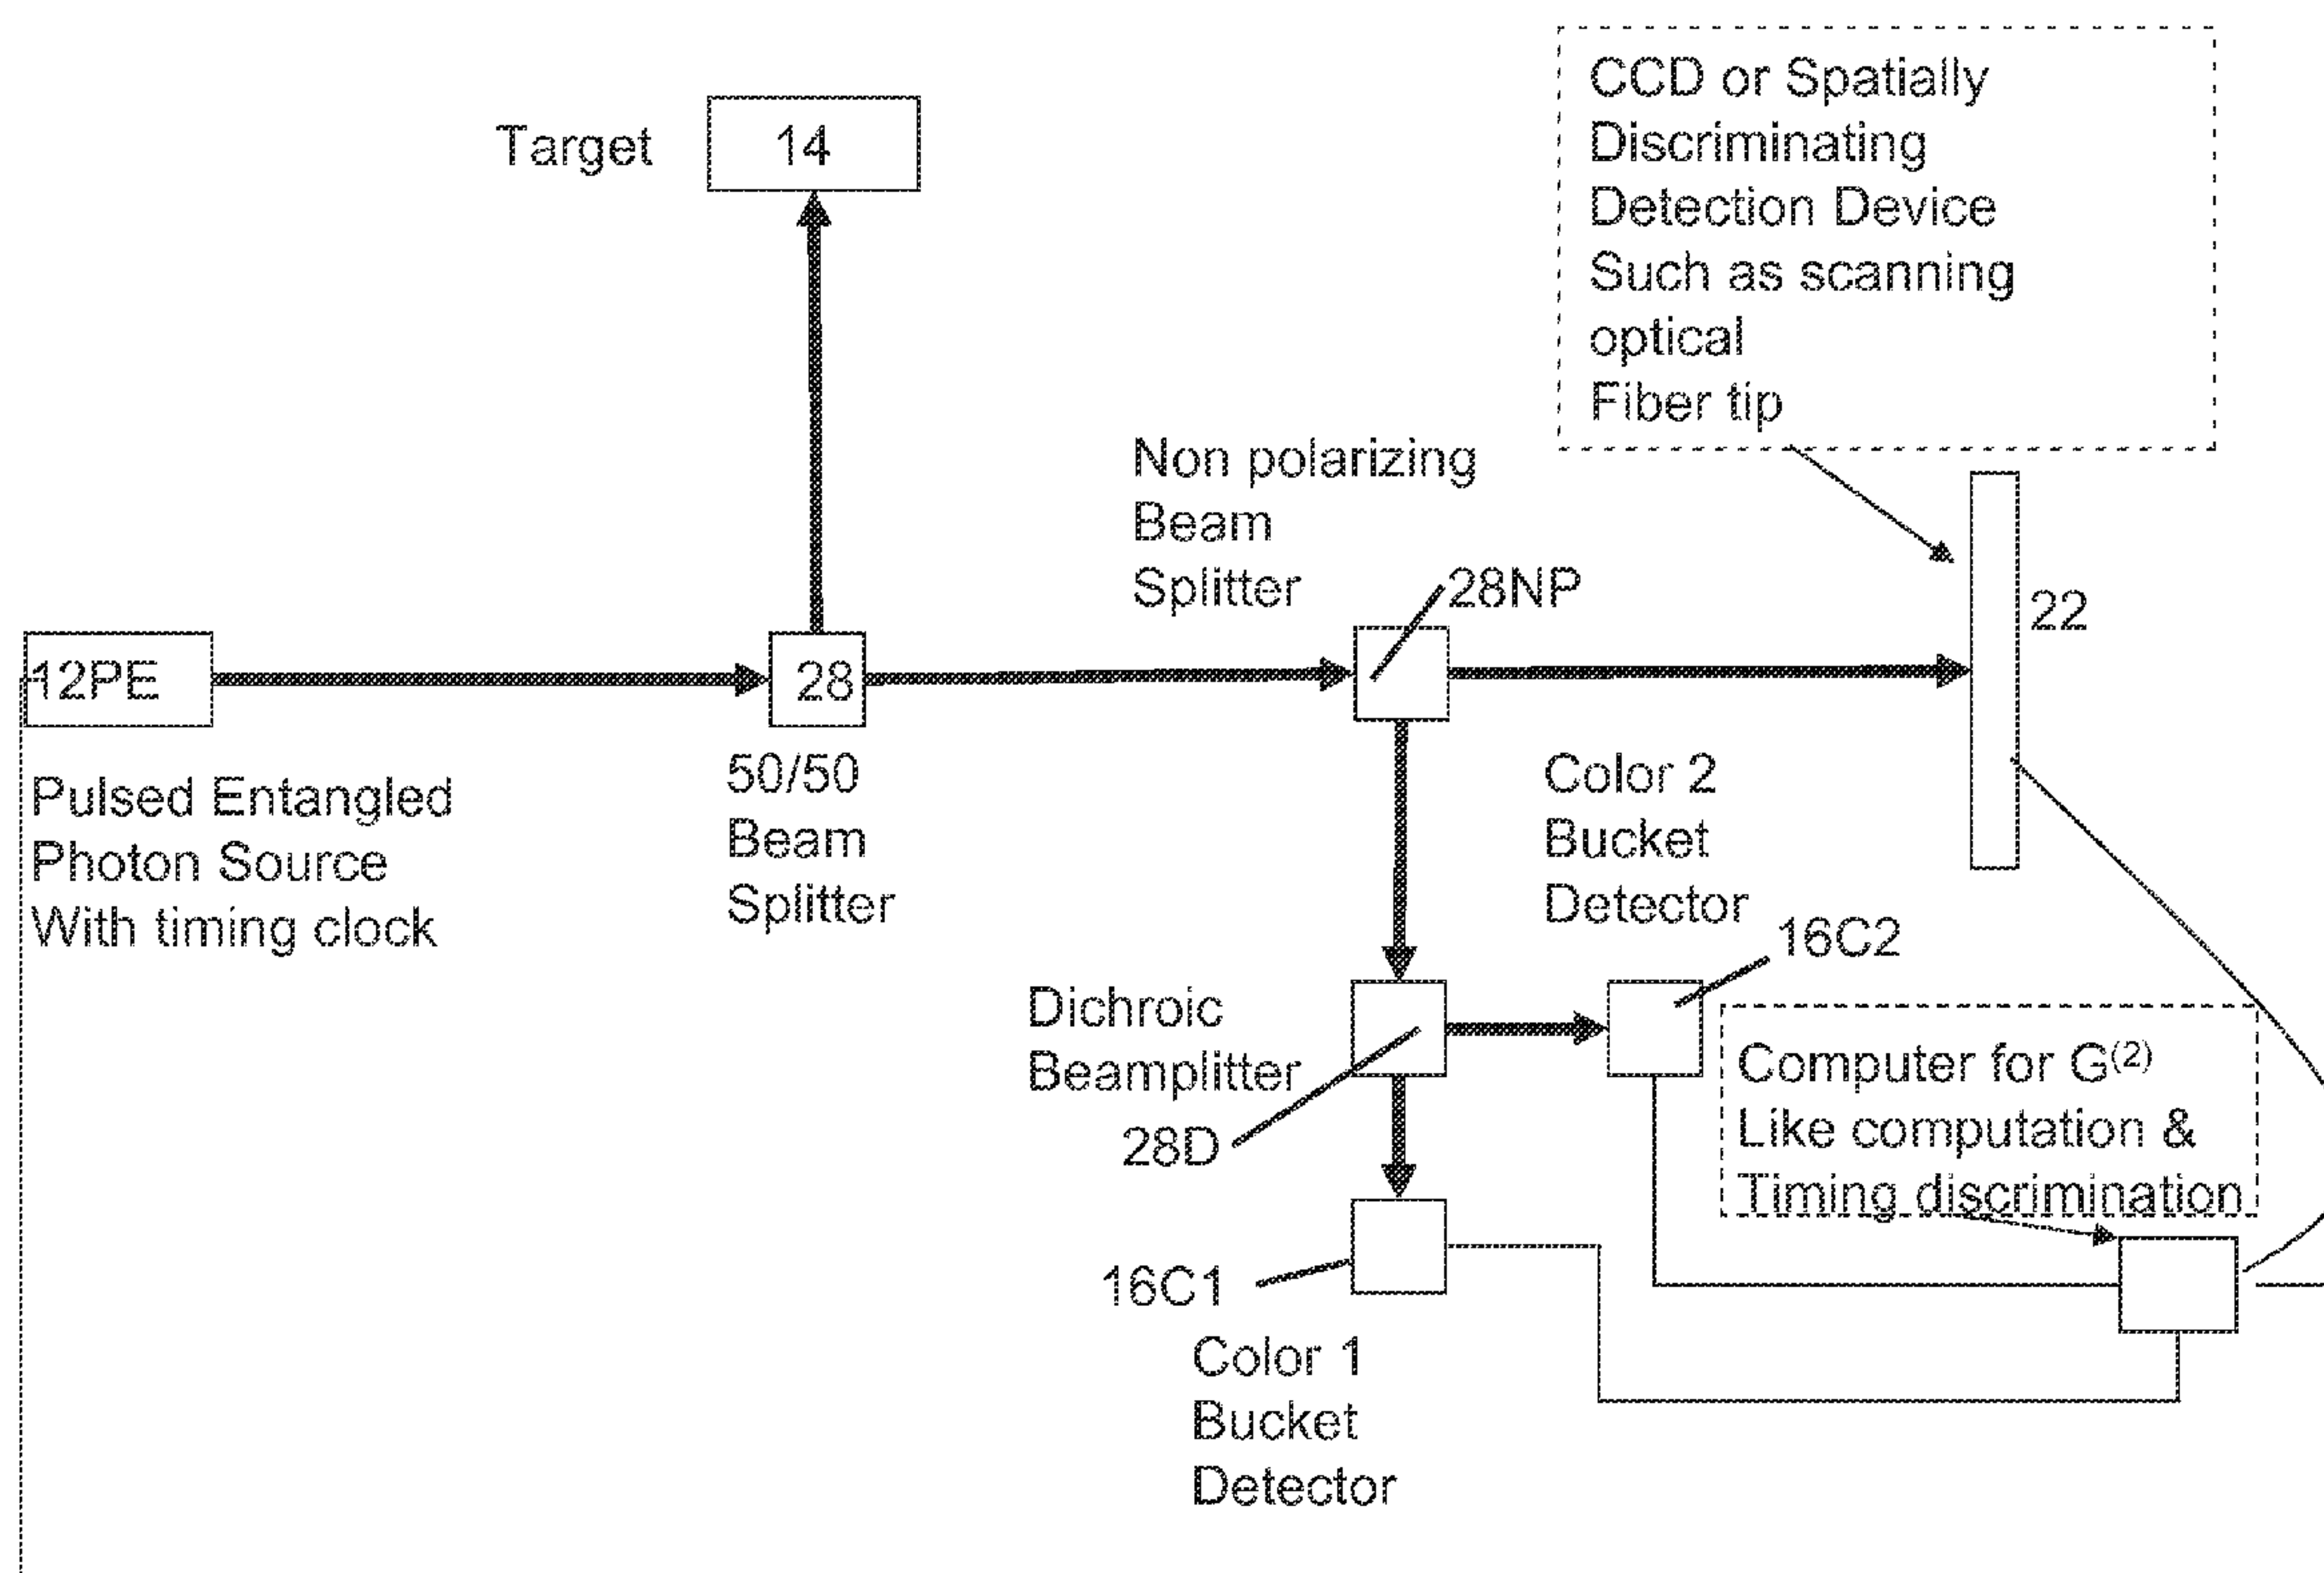 CCD or Spatially
Discriminating
Detection Device
Such as scanning
optical
Fiber tip
Target
14
Non polarizing
Beam
Splitter
28NP
22
12PE
28
Pulsed Entangled
Photon Source
With timing clock
50/50
Beam
Splitter
Color 2
Bucket
Detector
16C2
Dichroic
Beamplitter
28D
Computer for G(2)
Like computation &
Timing discrimination
16C1
Color 1
Bucket
Detector